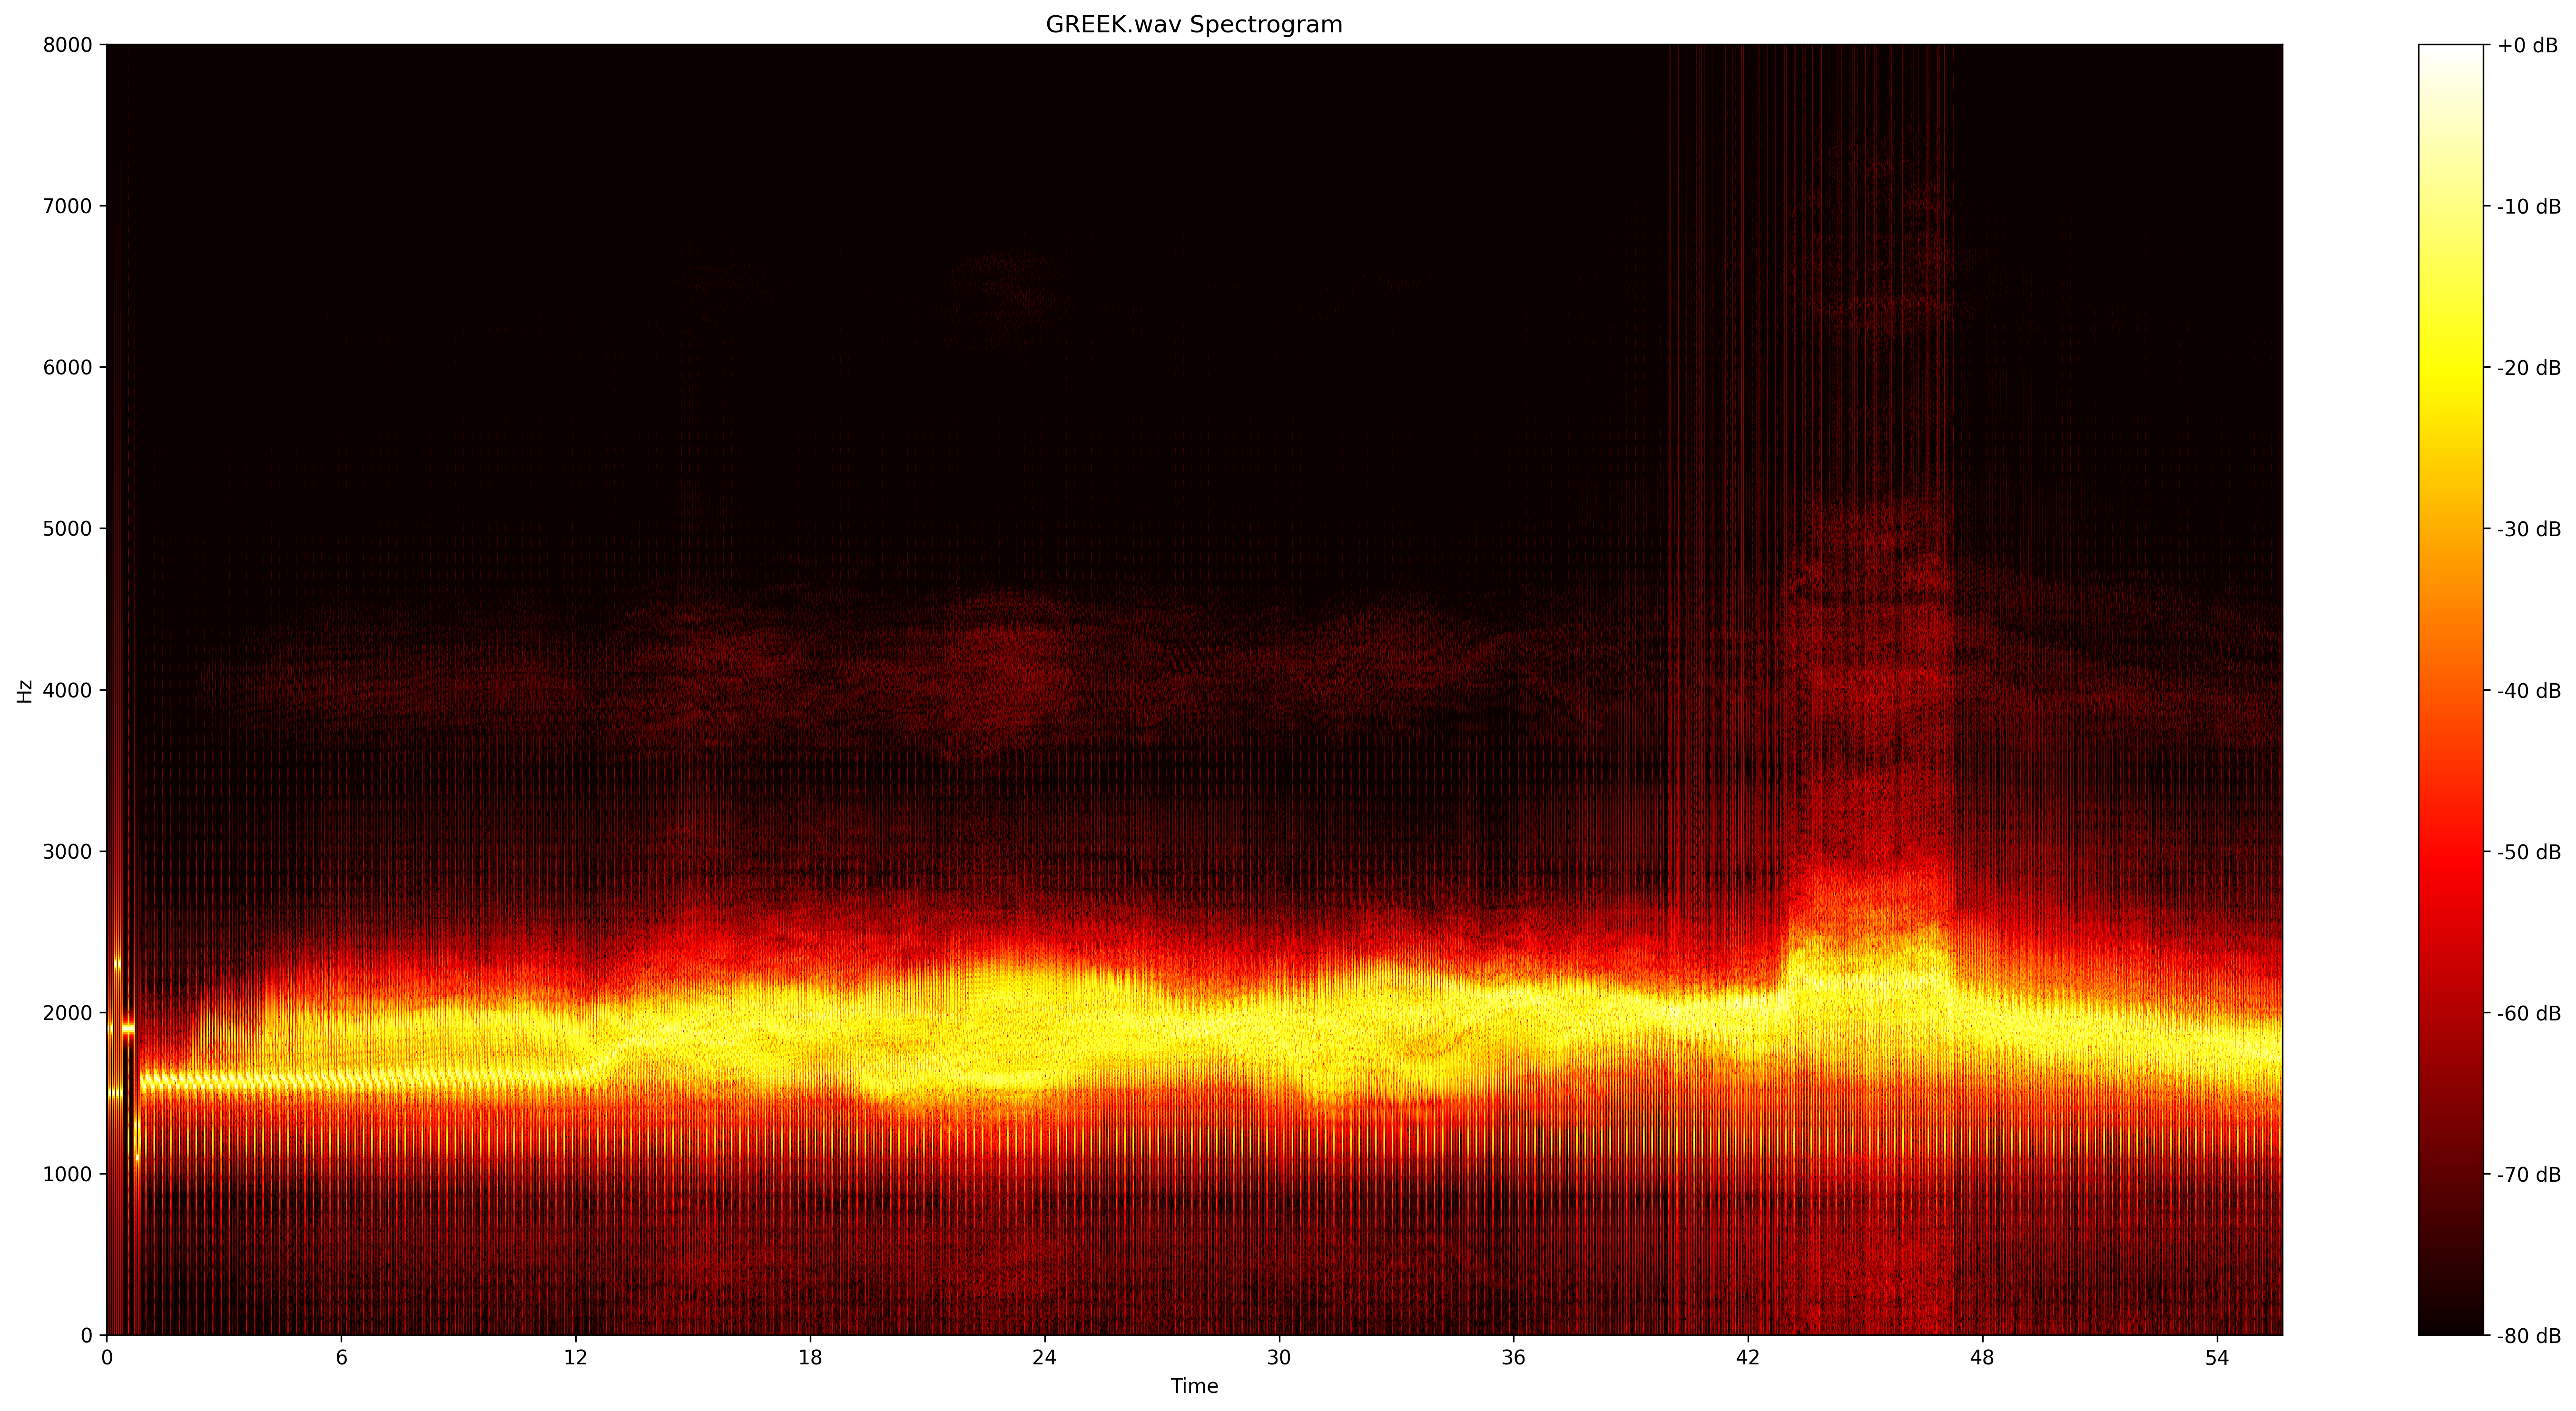 GREEK.wav Spectrogram
8000
7000
6000
5000
4000
3000
2000
1000
0
Hz
0 6 12 18 24 30 36 42 48 54
Time
+0 dB
-10 dB
-20 dB
-30 dB
-40 dB
-50 dB
-60 dB
-70 dB
-80 dB